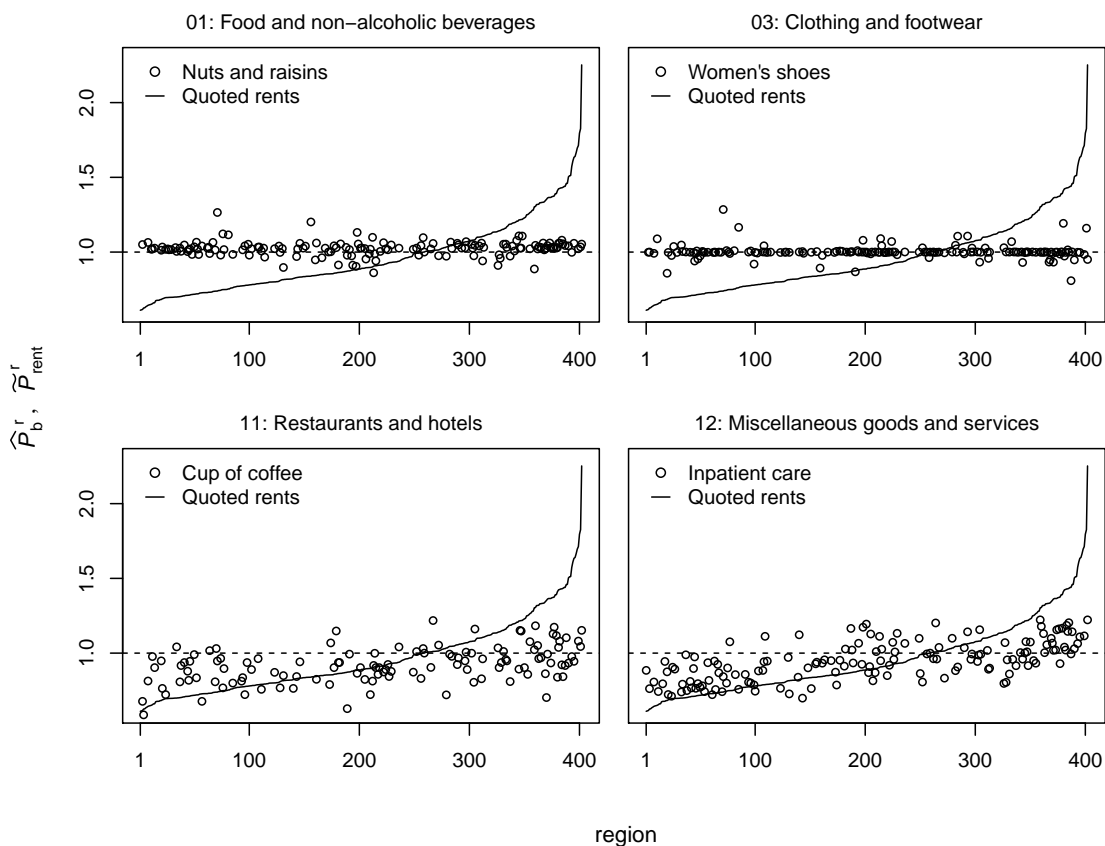 01: Food and non−alcoholic beverages
Nuts and raisins
Quoted rents
1.0 1.5 2.0
1 100 200 300 400
03: Clothing and footwear
Women's shoes
Quoted rents
1 100 200 300 400
11: Restaurants and hotels
Cup of coffee
Quoted rents
1.0 1.5 2.0
1 100 200 300 400
12: Miscellaneous goods and services
Inpatient care
Quoted rents
1 100 200 300 400
P̂ᵇʳ , P̃ʳrent
region